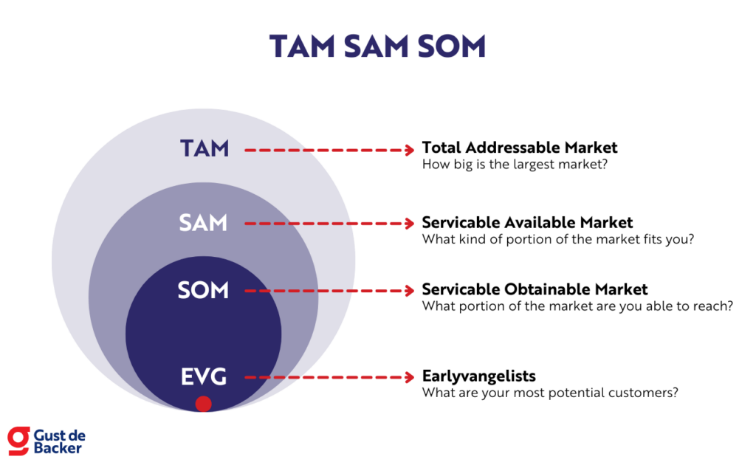 TAM SAM SOM
TAM
Total Addressable Market
How big is the largest market?
SAM
Servicable Available Market
What kind of portion of the market fits you?
SOM
Servicable Obtainable Market
What portion of the market are you able to reach?
EVG
Earlyvangelists
What are your most potential customers?
Gust de
Backer